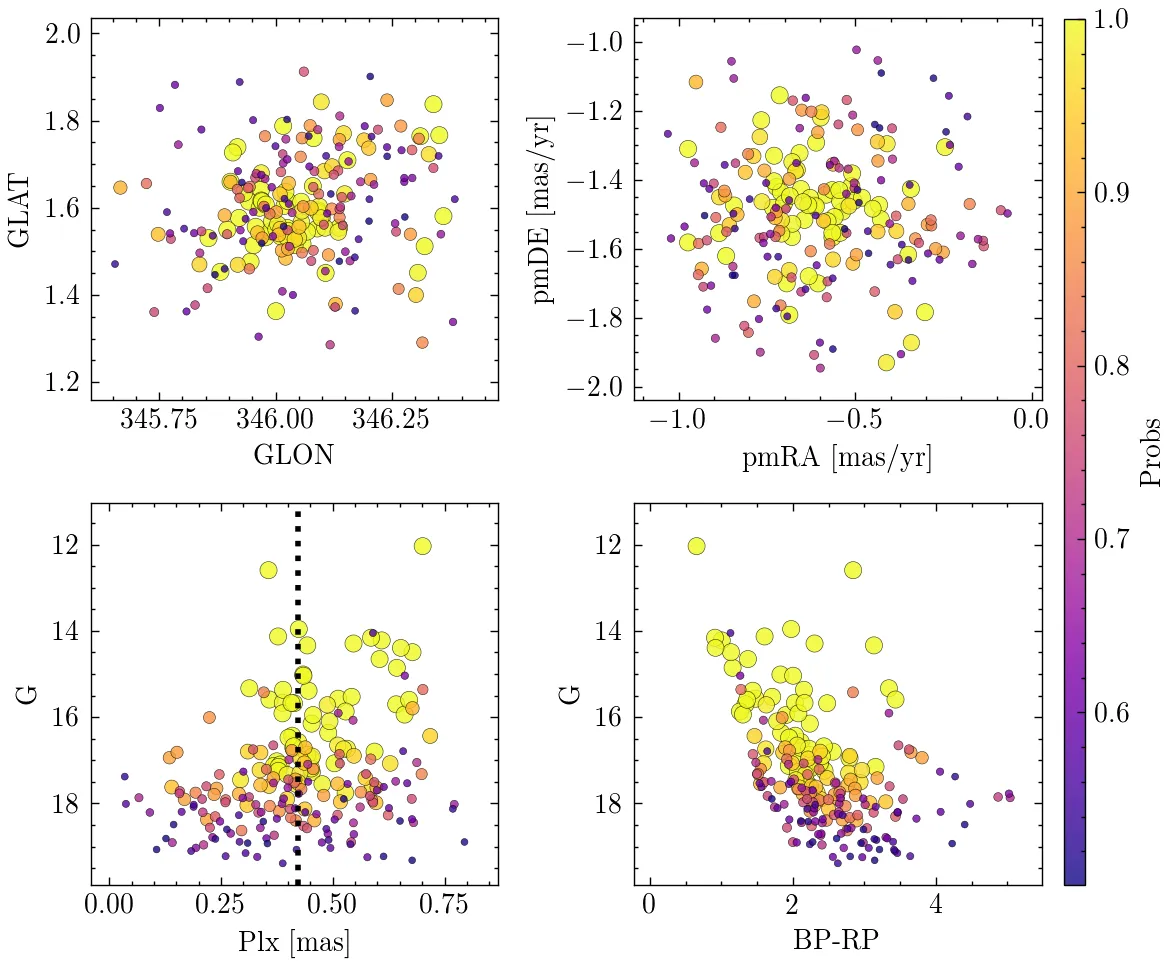 2.0
1.8
1.6
1.4
1.2
GLAT
345.75 346.00 346.25
GLON
−1.0
−1.2
−1.4
−1.6
−1.8
−2.0
pmDE [mas/yr]
−1.0 −0.5 0.0
pmRA [mas/yr]
1.0
0.9
0.8
0.7
0.6
Probs
12
14
16
18
G
0.00 0.25 0.50 0.75
Plx [mas]
12
14
16
18
G
0 2 4
BP-RP